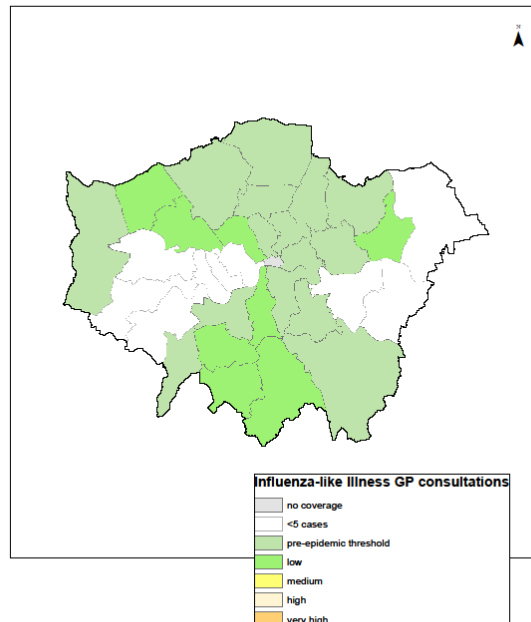 N
Influenza-like Illness GP consultations
no coverage
<5 cases
pre-epidemic threshold
low
medium
high
very high